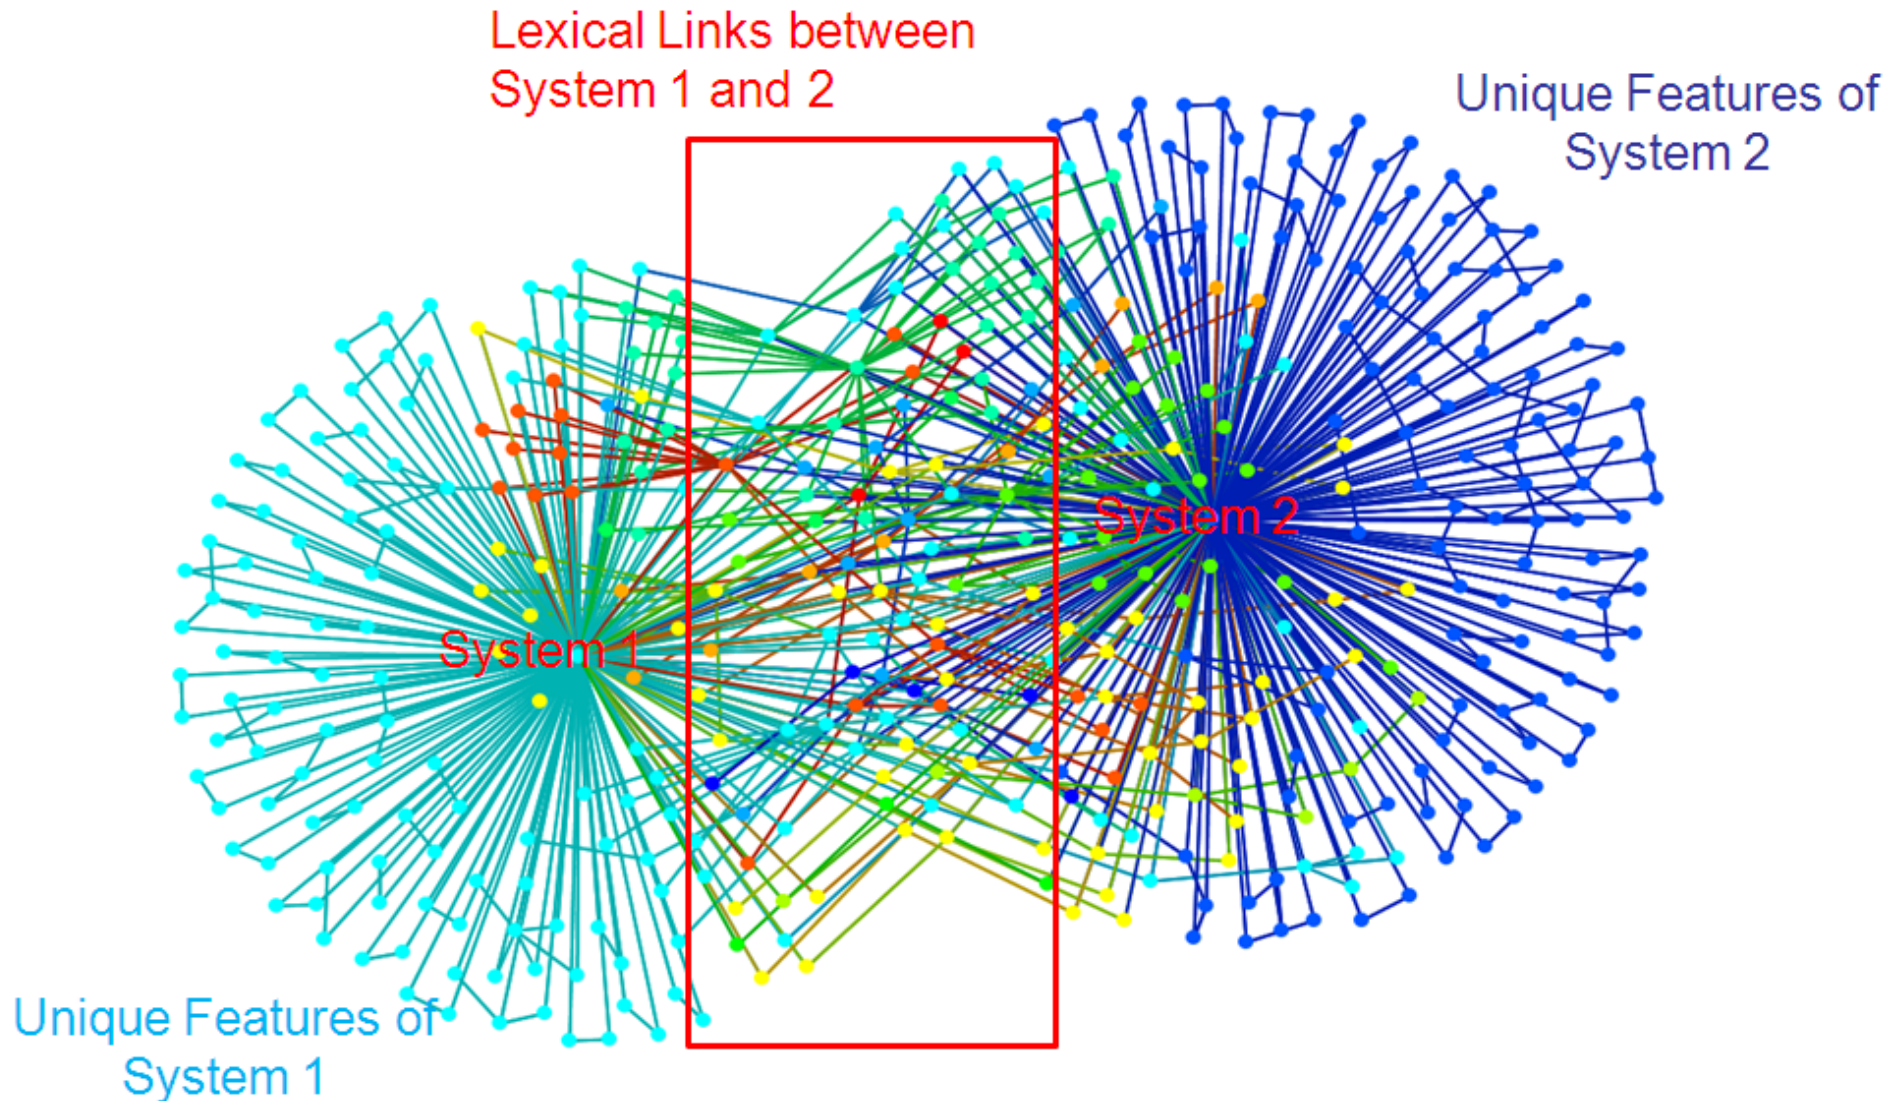 Lexical Links between
System 1 and 2
Unique Features of
System 2
System 2
System 1
Unique Features of
System 1